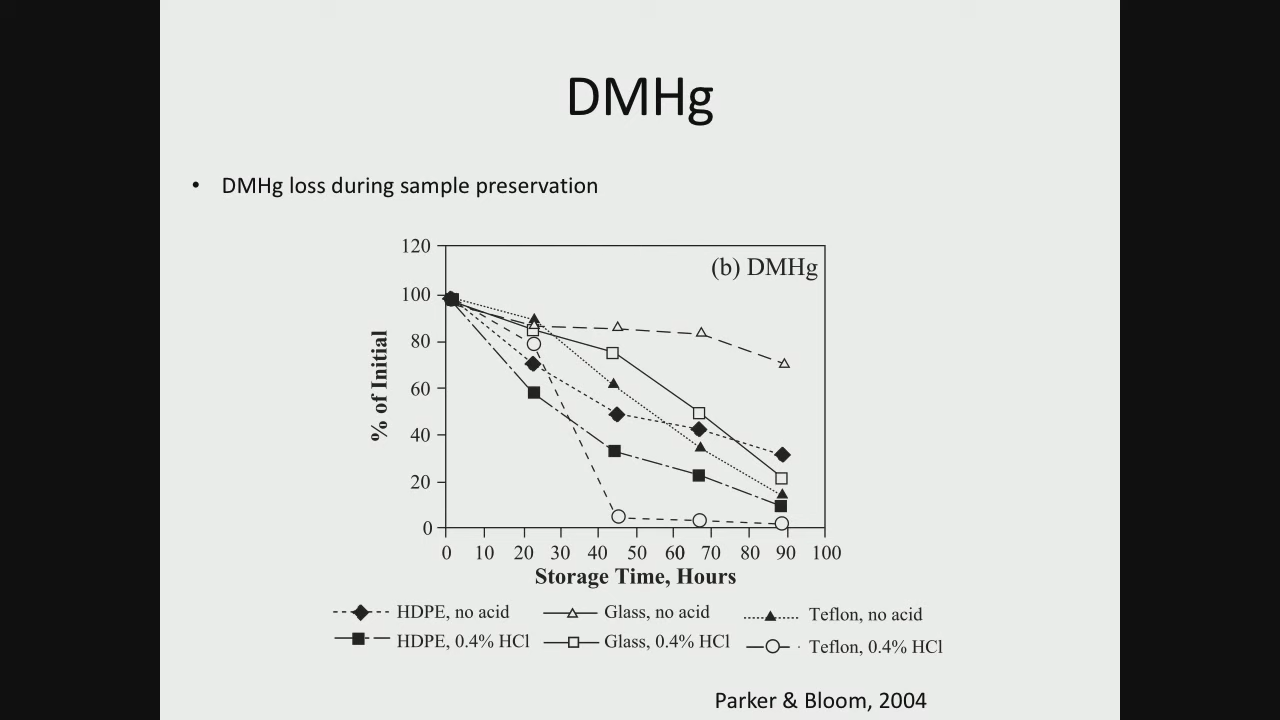 DMHg
• DMHg loss during sample preservation
(b) DMHg
120
100
80
60
40
20
0
% of Initial
0 10 20 30 40 50 60 70 80 90 100
Storage Time, Hours
HDPE, no acid
Glass, no acid
Teflon, no acid
HDPE, 0.4% HCl
Glass, 0.4% HCl
Teflon, 0.4% HCl
Parker & Bloom, 2004